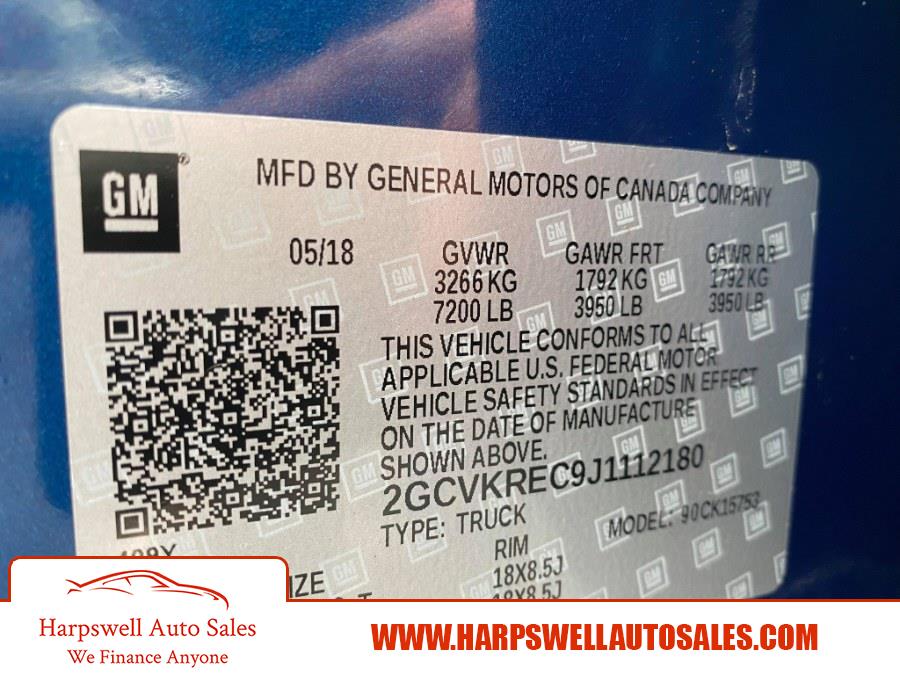 GM
MFD BY GENERAL MOTORS OF CANADA COMPANY
05/18 GVWR GAWR FRT GAWR RR
3266 KG 1792 KG 1792 KG
7200 LB 3950 LB 3950 LB
THIS VEHICLE CONFORMS TO ALL
APPLICABLE U.S. FEDERAL MOTOR
VEHICLE SAFETY STANDARDS IN EFFECT
ON THE DATE OF MANUFACTURE
SHOWN ABOVE.
2GCVKREC9J1112180
TYPE: TRUCK MODEL: 90CK15753
RIM
18X8.5J
18X8.5J
Harpswell Auto Sales
We Finance Anyone
WWW.HARPSWELLAUTOSALES.COM